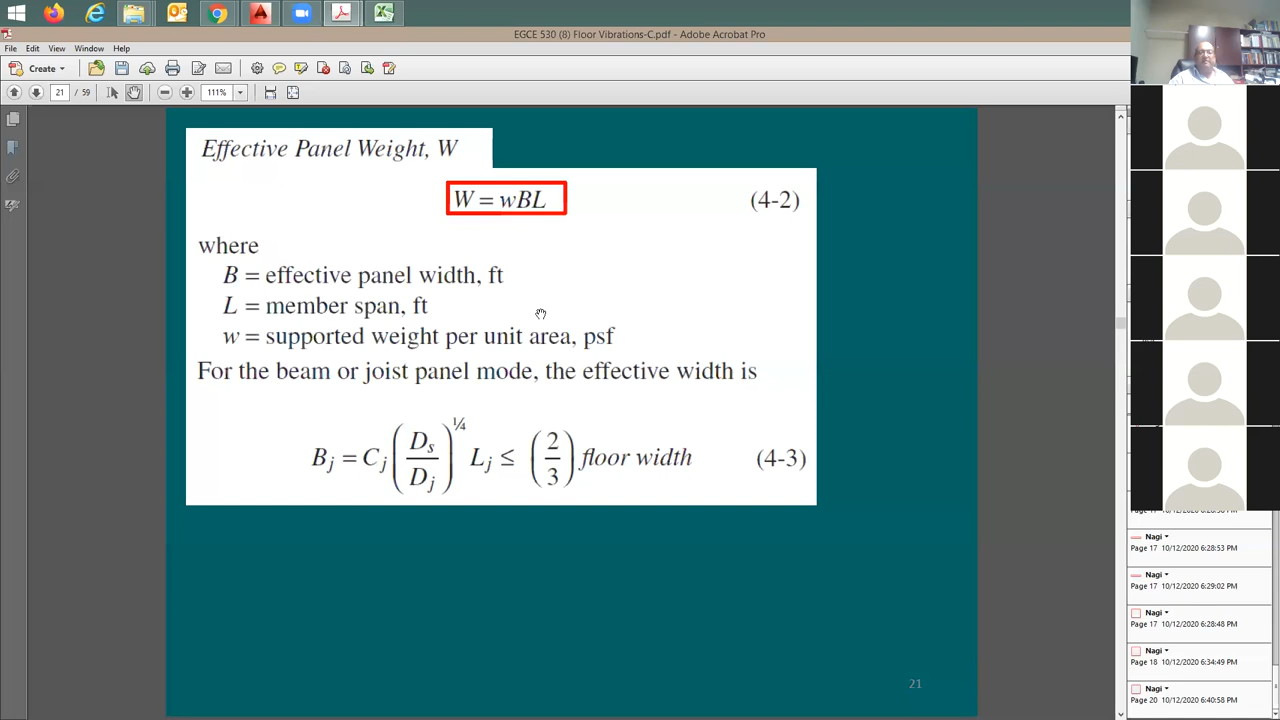 EGCE 530 (8) Floor Vibrations-C.pdf - Adobe Acrobat Pro
File Edit View Window Help
Create
21 / 59
111%
Effective Panel Weight, W
W = wBL (4-2)
where
B = effective panel width, ft
L = member span, ft
w = supported weight per unit area, psf
For the beam or joist panel mode, the effective width is
B_j = C_j (D_s / D_j)^¼ L_j ≤ (2/3) floor width (4-3)
21
Nagi
Page 17 10/12/2020 6:28:53 PM
Nagi
Page 17 10/12/2020 6:29:02 PM
Nagi
Page 17 10/12/2020 6:28:48 PM
Nagi
Page 18 10/12/2020 6:34:49 PM
Nagi
Page 20 10/12/2020 6:40:58 PM